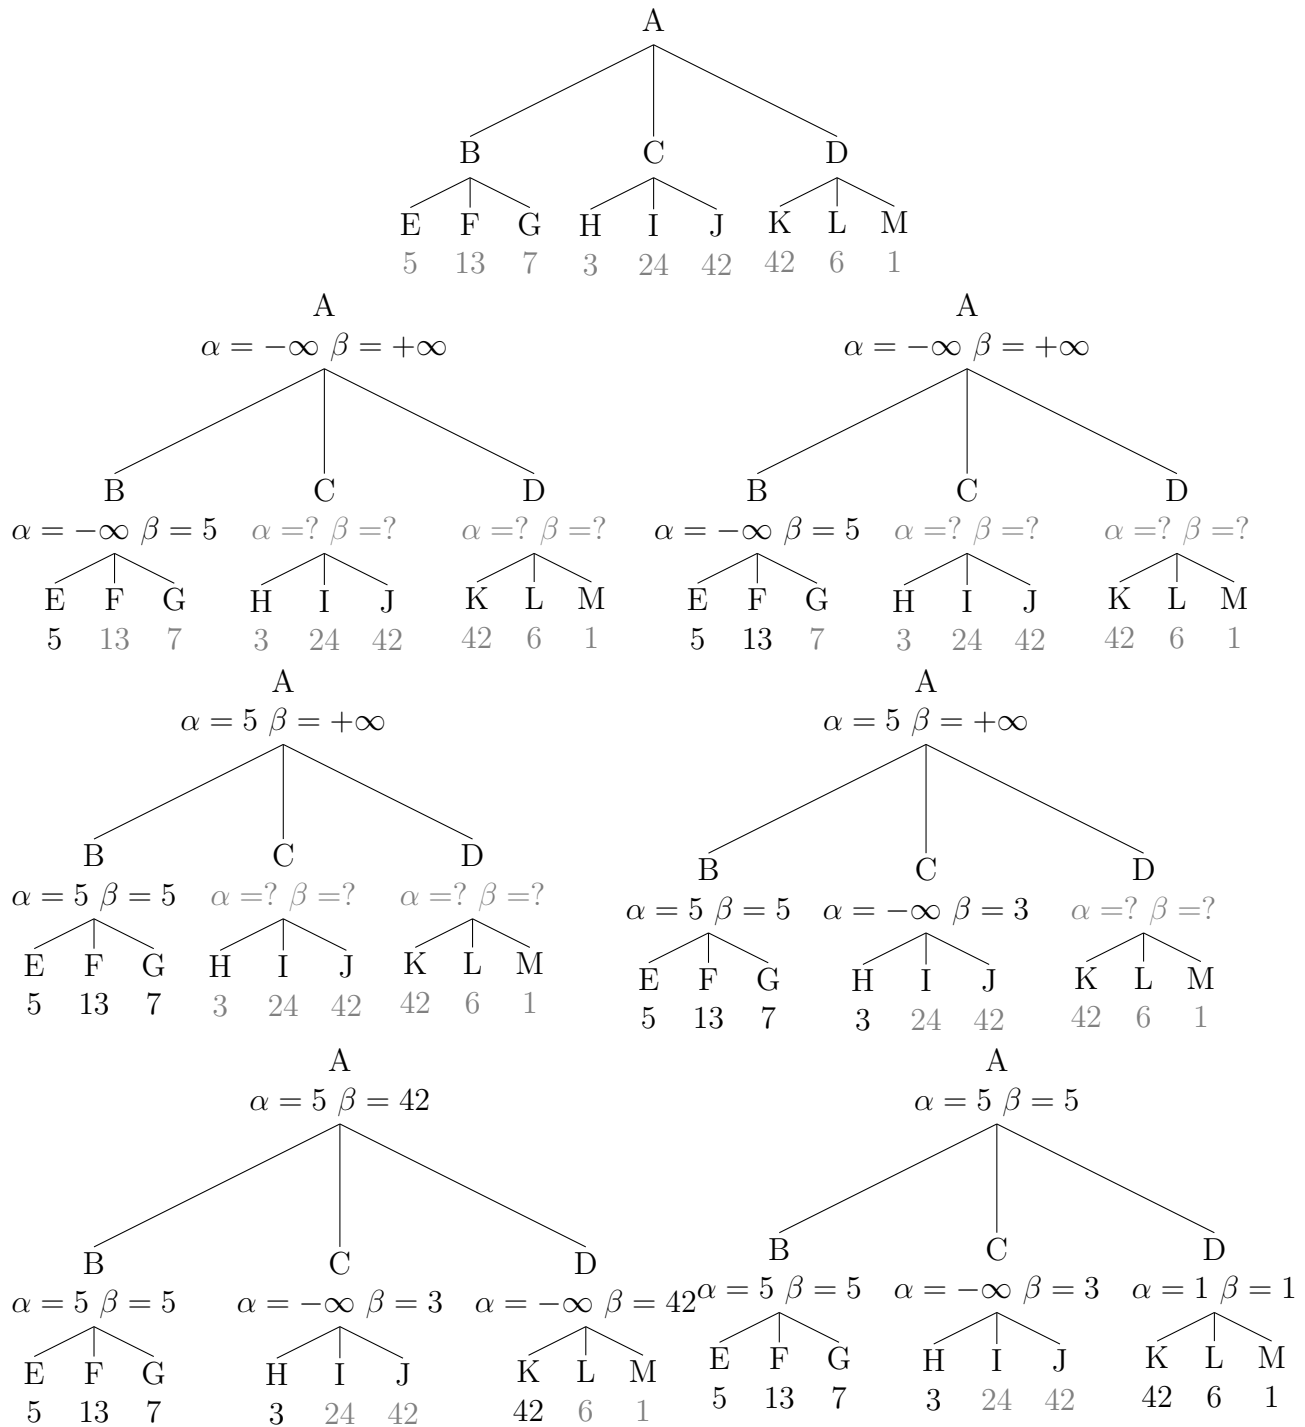 A
B C D
E F G H I J K L M
5 13 7 3 24 42 42 6 1
A A
α = −∞ β = +∞ α = −∞ β = +∞
B C D B C D
α = −∞ β = 5 α =? β =? α =? β =? α = −∞ β = 5 α =? β =? α =? β =?
E F G H I J K L M E F G H I J K L M
5 13 7 3 24 42 42 6 1 5 13 7 3 24 42 42 6 1
A A
α = 5 β = +∞ α = 5 β = +∞
B C D B C D
α = 5 β = 5 α =? β =? α =? β =? α = 5 β = 5 α = −∞ β = 3 α =? β =?
E F G H I J K L M E F G H I J K L M
5 13 7 3 24 42 42 6 1 5 13 7 3 24 42 42 6 1
A A
α = 5 β = 42 α = 5 β = 5
B C D B C D
α = 5 β = 5 α = −∞ β = 3 α = −∞ β = 42 α = 5 β = 5 α = −∞ β = 3 α = 1 β = 1
E F G H I J K L M E F G H I J K L M
5 13 7 3 24 42 42 6 1 5 13 7 3 24 42 42 6 1